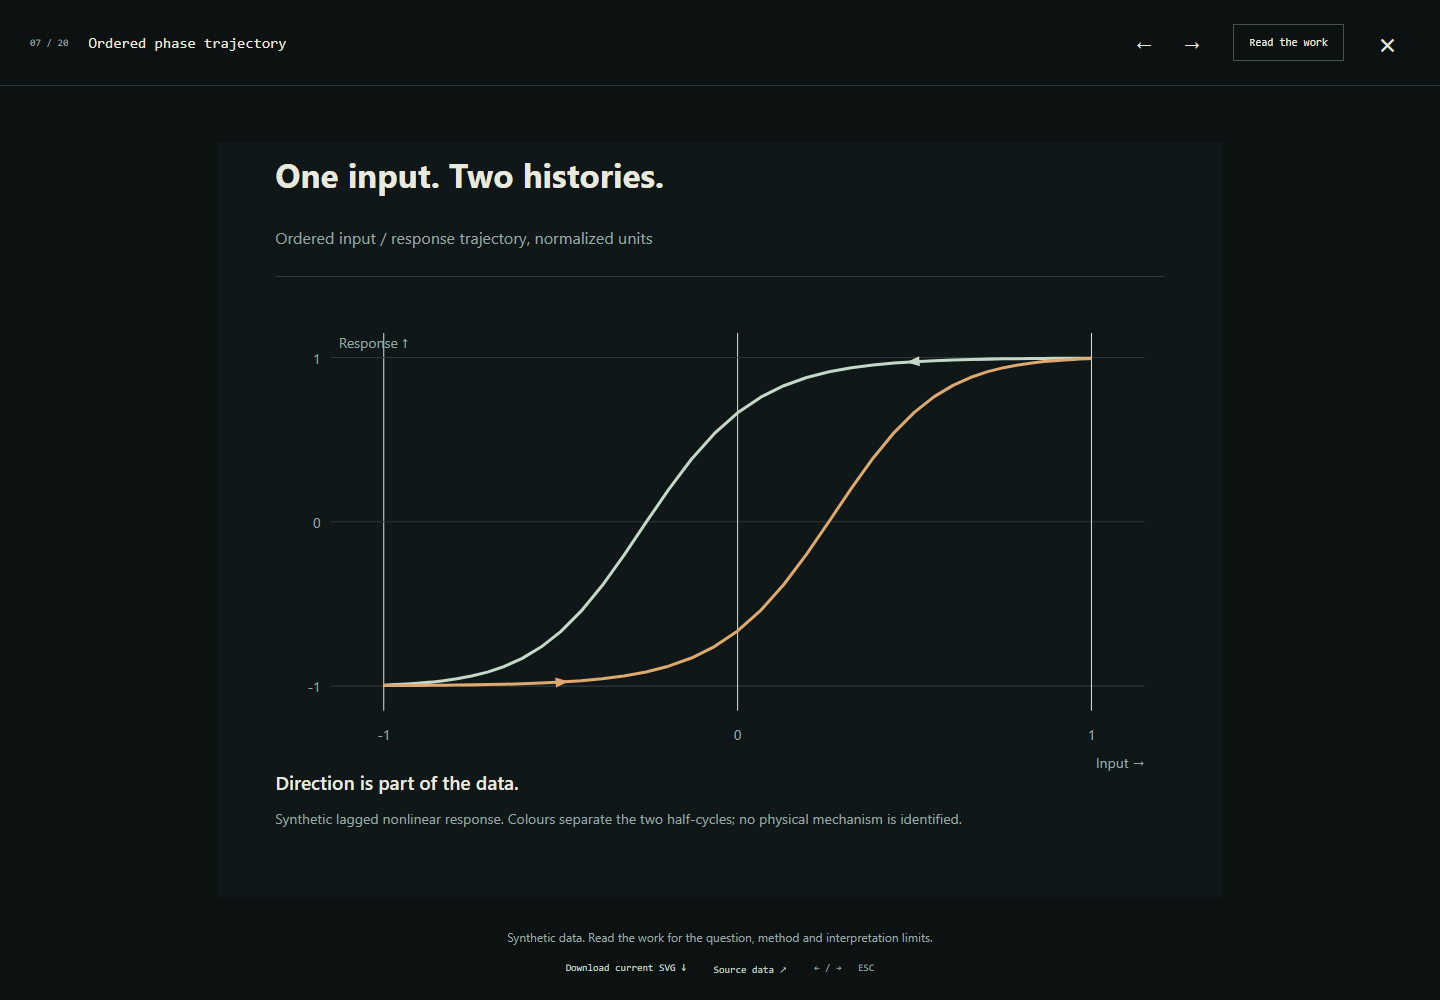 07 / 20 Ordered phase trajectory ← → Read the work ✕
One input. Two histories.
Ordered input / response trajectory, normalized units
Response ↑
1
0
-1
-1 0 1
Input →
Direction is part of the data.
Synthetic lagged nonlinear response. Colours separate the two half-cycles; no physical mechanism is identified.
Synthetic data. Read the work for the question, method and interpretation limits.
Download current SVG ↓ Source data ↗ ← / → ESC